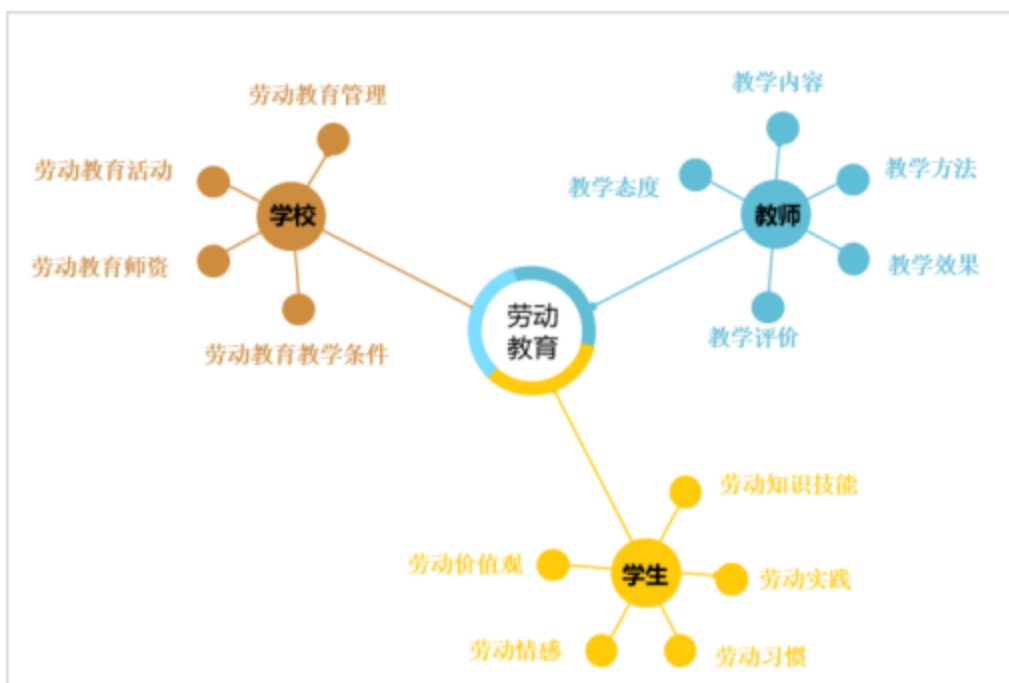 教学内容
劳动教育管理
劳动教育活动
教学方法
教学态度
学校
教师
劳动教育师资
教学效果
劳动
教育
教学评价
劳动教育教学条件
劳动知识技能
劳动价值观
学生
劳动实践
劳动情感
劳动习惯